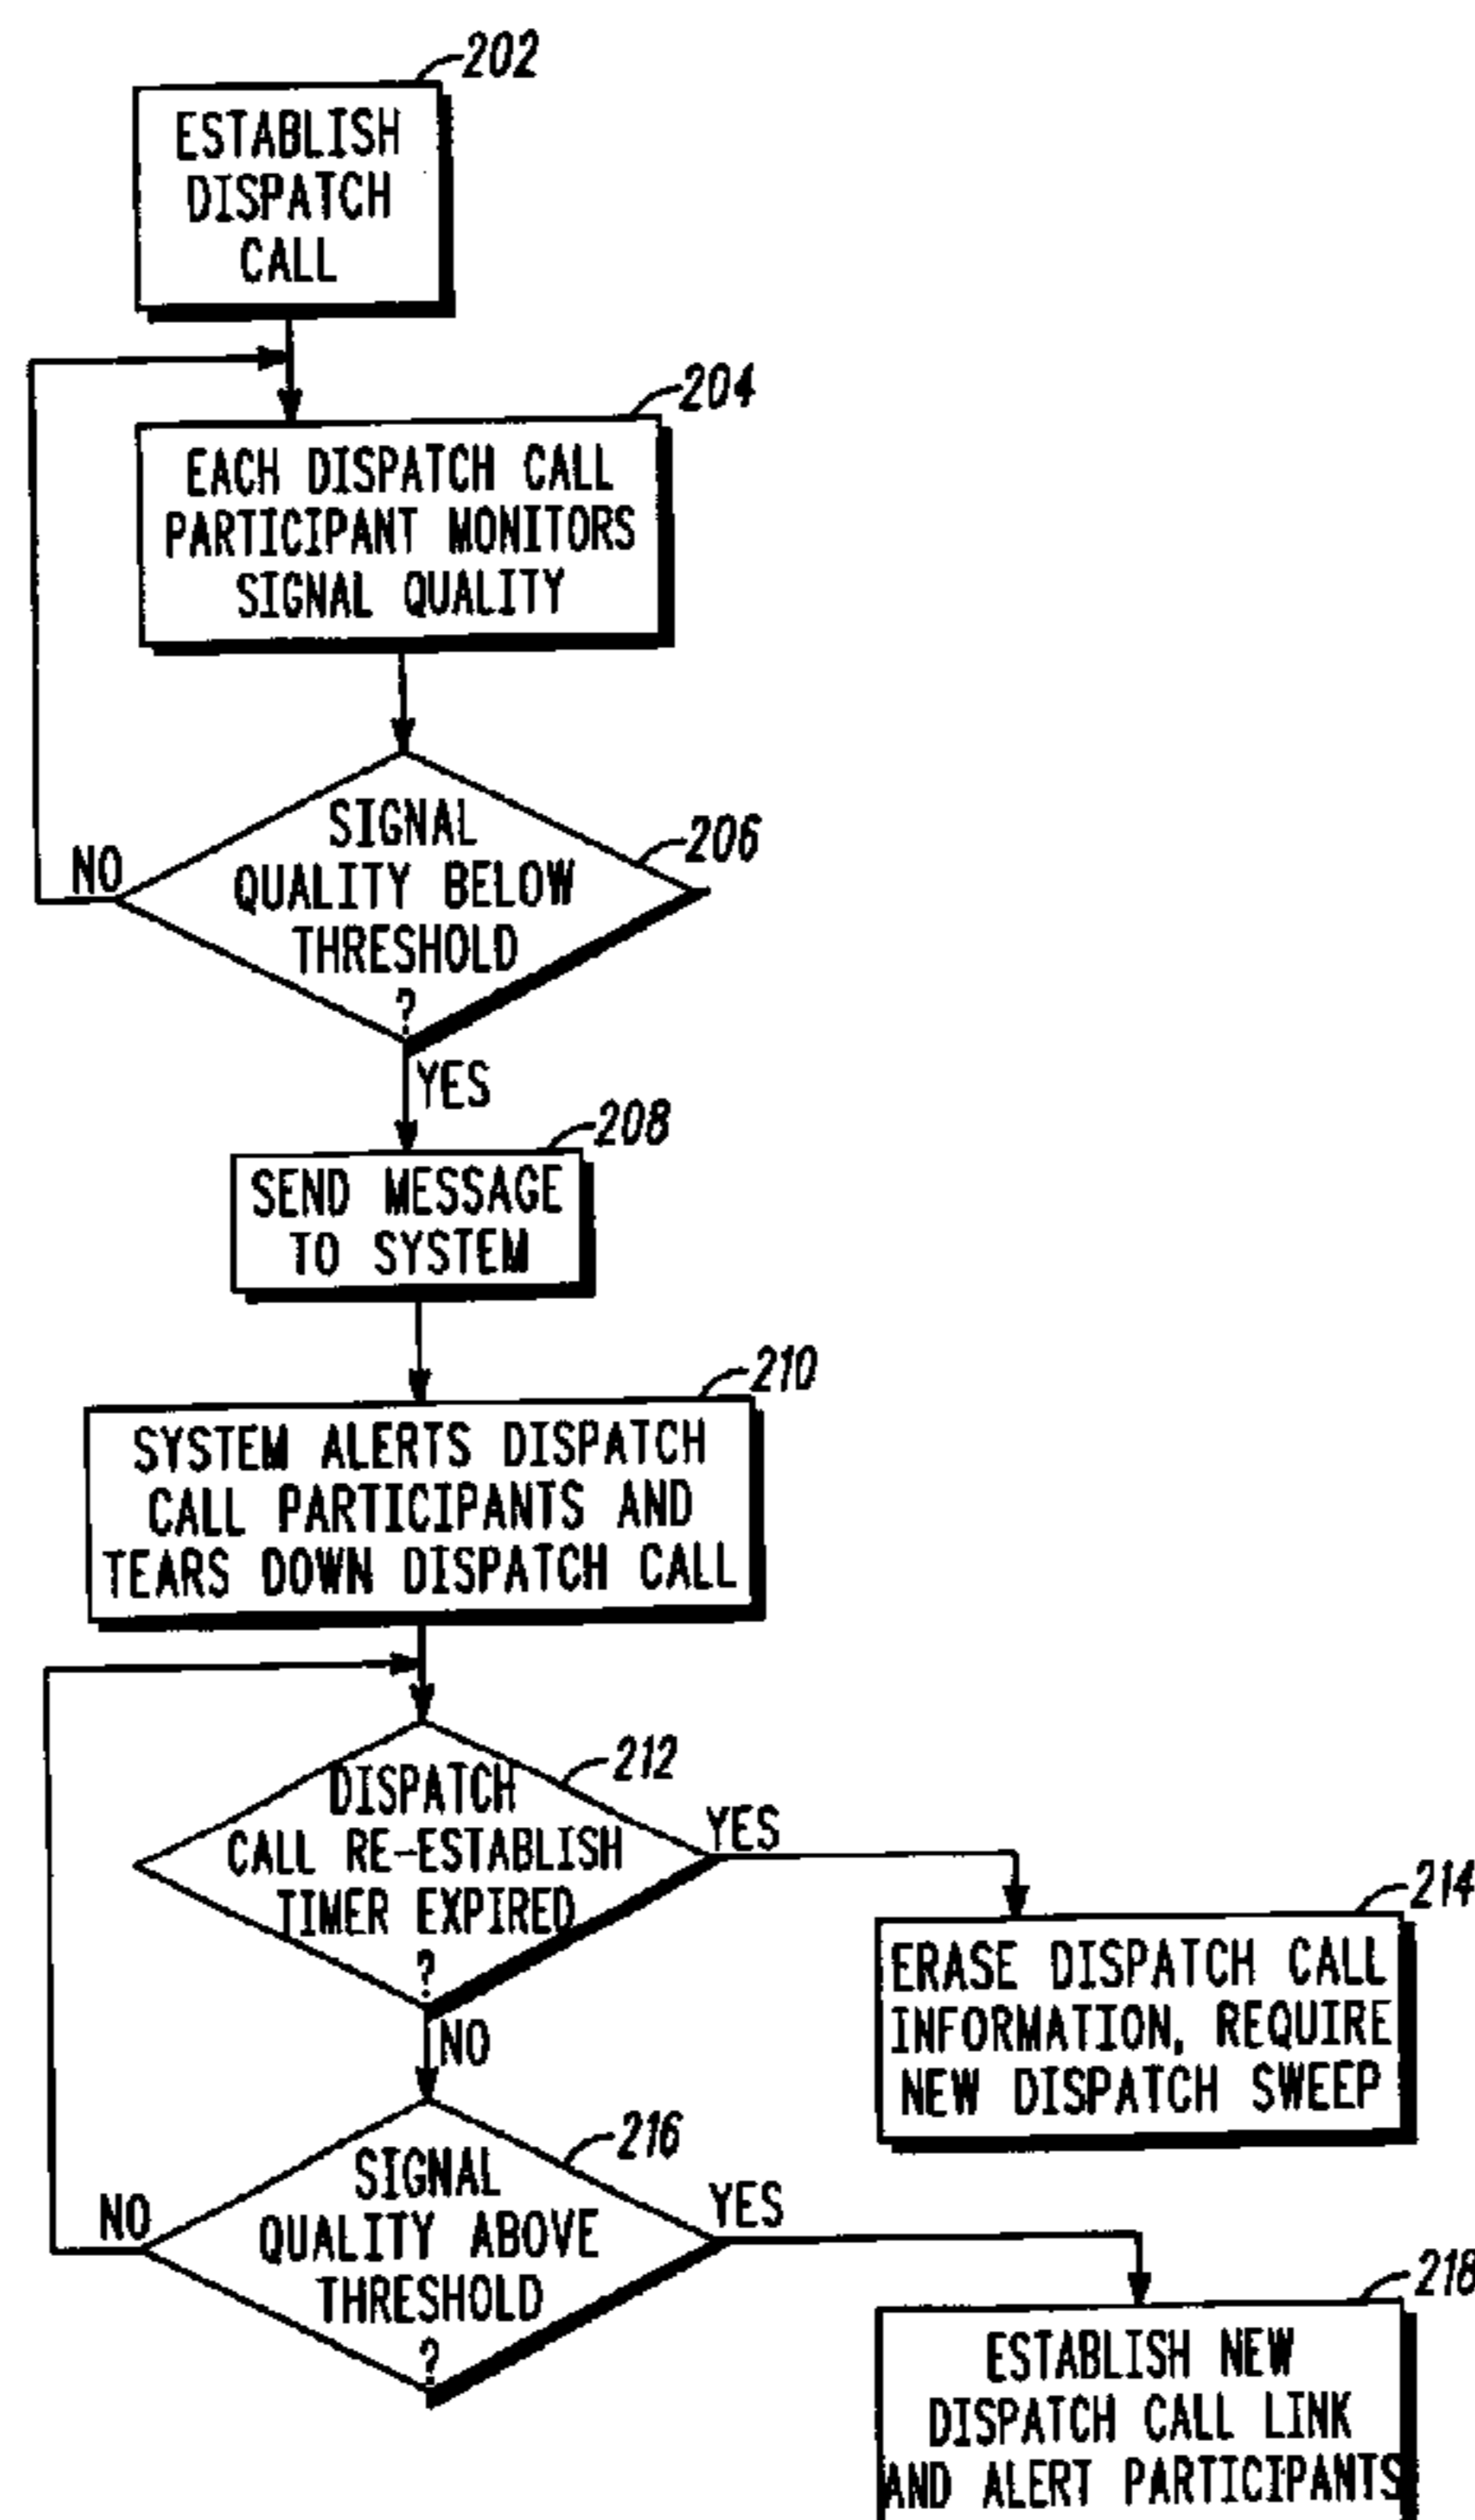 202
ESTABLISH
DISPATCH
CALL
204
EACH DISPATCH CALL
PARTICIPANT MONITORS
SIGNAL QUALITY
206
SIGNAL
QUALITY BELOW
THRESHOLD
?
NO
YES
208
SEND MESSAGE
TO SYSTEM
210
SYSTEM ALERTS DISPATCH
CALL PARTICIPANTS AND
TEARS DOWN DISPATCH CALL
212
DISPATCH
CALL RE-ESTABLISH
TIMER EXPIRED
?
YES
NO
214
ERASE DISPATCH CALL
INFORMATION, REQUIRE
NEW DISPATCH SWEEP
216
SIGNAL
QUALITY ABOVE
THRESHOLD
?
NO
YES
218
ESTABLISH NEW
DISPATCH CALL LINK
AND ALERT PARTICIPANTS